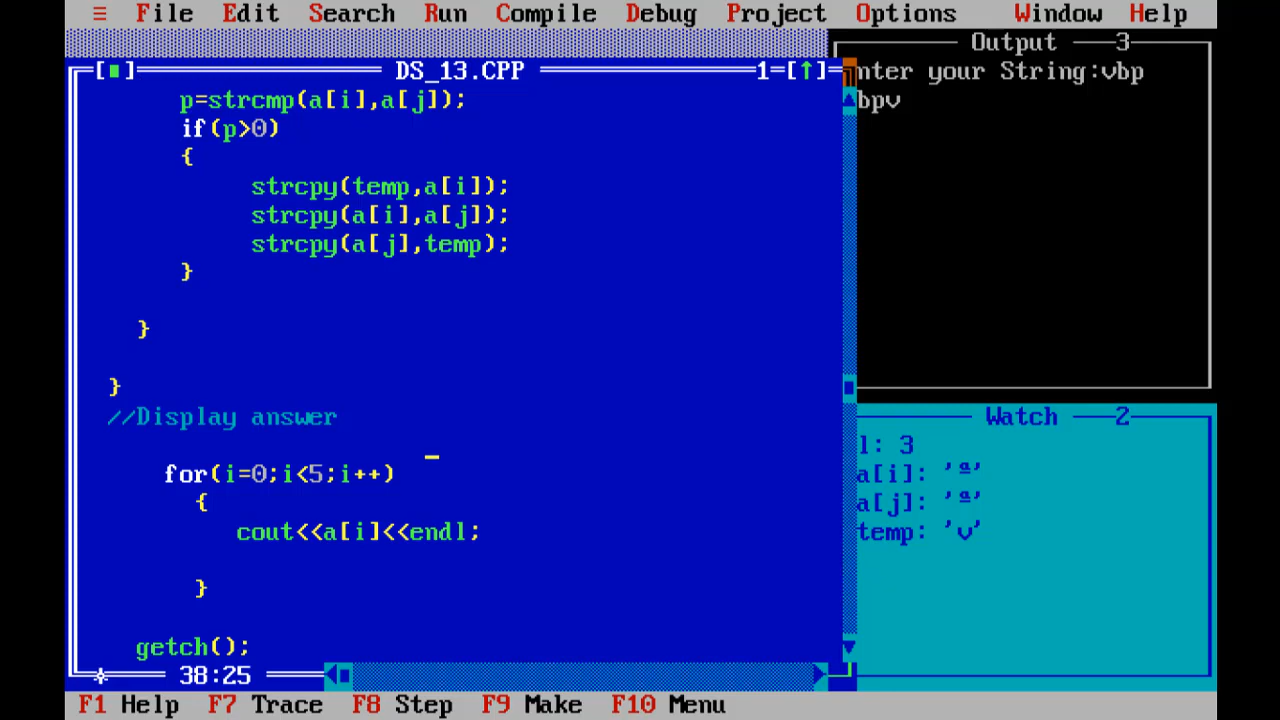 ≡ File Edit Search Run Compile Debug Project Options Window Help
[■] DS_13.CPP 1=[↑]
p=strcmp(a[i],a[j]);
if(p>0)
{
strcpy(temp,a[i]);
strcpy(a[i],a[j]);
strcpy(a[j],temp);
}
}
}
//Display answer
for(i=0;i<5;i++)
{
cout<<a[i]<<endl;
}
getch();
38:25
Output 3
nter your String:vbp
bpv
Watch 2
l: 3
a[i]: 'ª'
a[j]: 'ª'
temp: 'v'
F1 Help F7 Trace F8 Step F9 Make F10 Menu